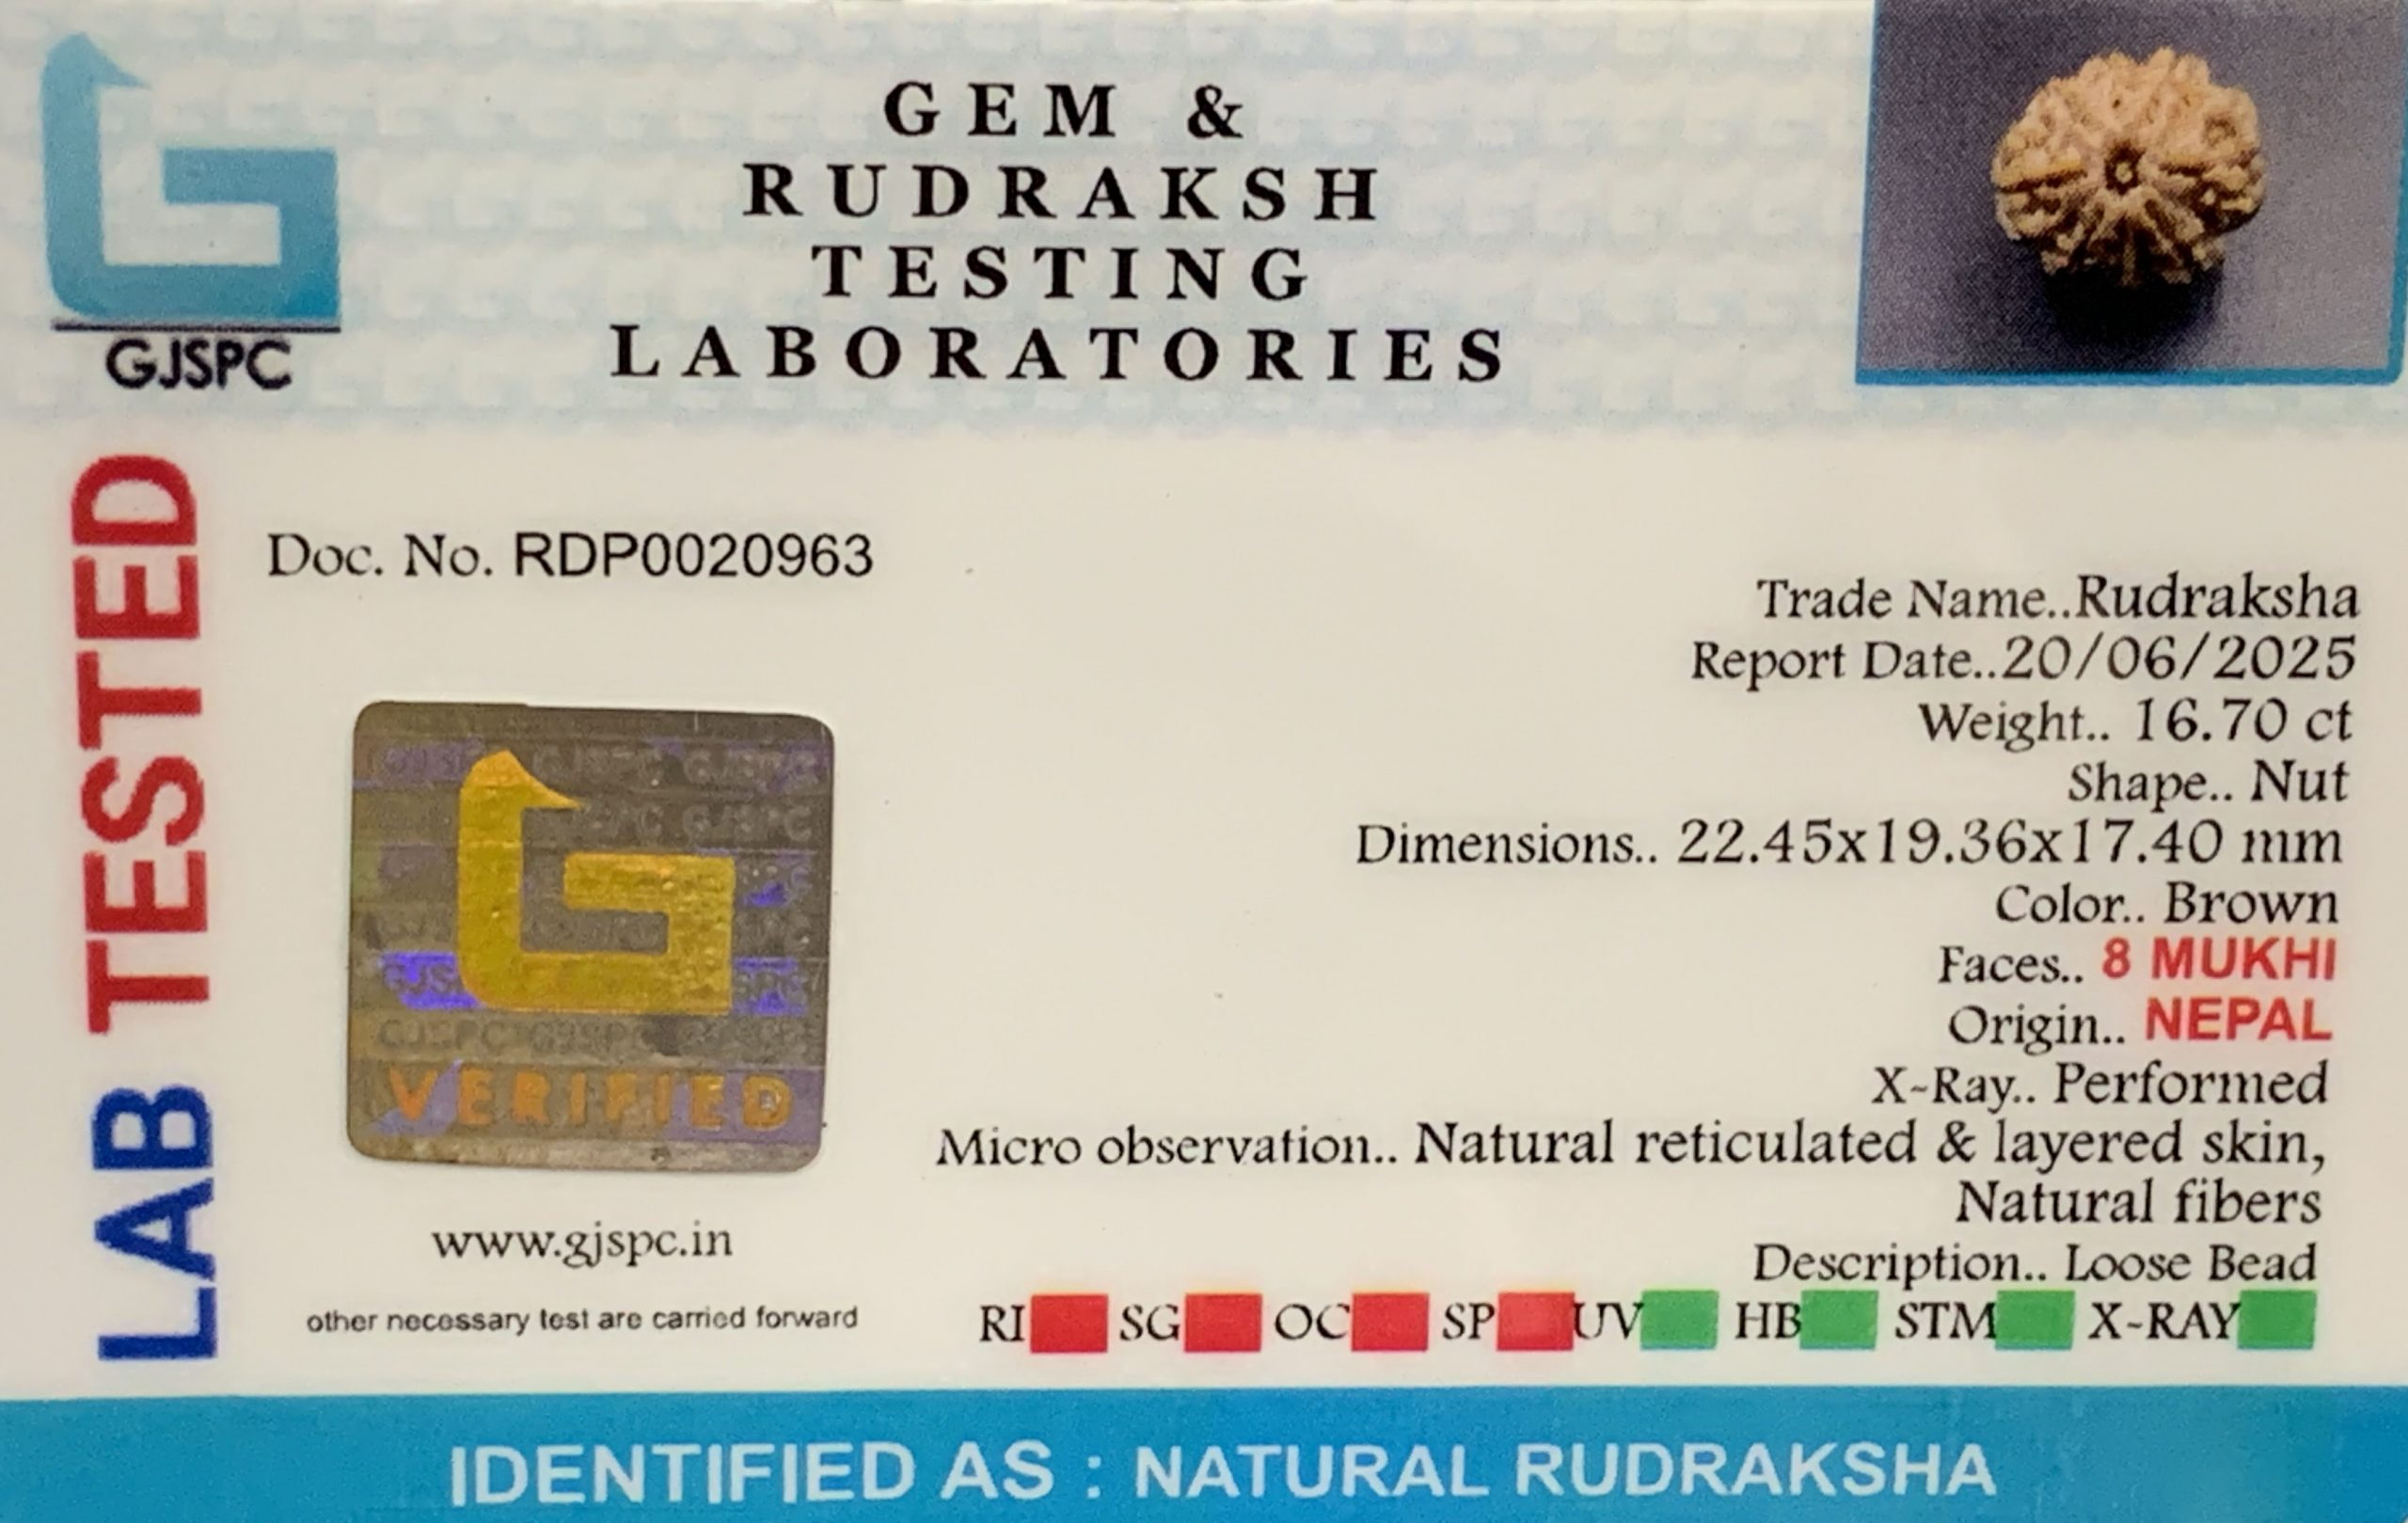 GEM &
RUDRAKSH
TESTING
LABORATORIES
GJSPC
LAB TESTED
Doc. No. RDP0020963
Trade Name..Rudraksha
Report Date..20/06/2025
Weight.. 16.70 ct
Shape.. Nut
Dimensions.. 22.45x19.36x17.40 mm
Color.. Brown
Faces.. 8 MUKHI
Origin.. NEPAL
X-Ray.. Performed
Micro observation.. Natural reticulated & layered skin,
Natural fibers
Description.. Loose Bead
GJSPC GJSPC
VERIFIED
www.gjspc.in
other necessary test are carried forward
RI SG OC SP UV HB STM X-RAY
IDENTIFIED AS : NATURAL RUDRAKSHA